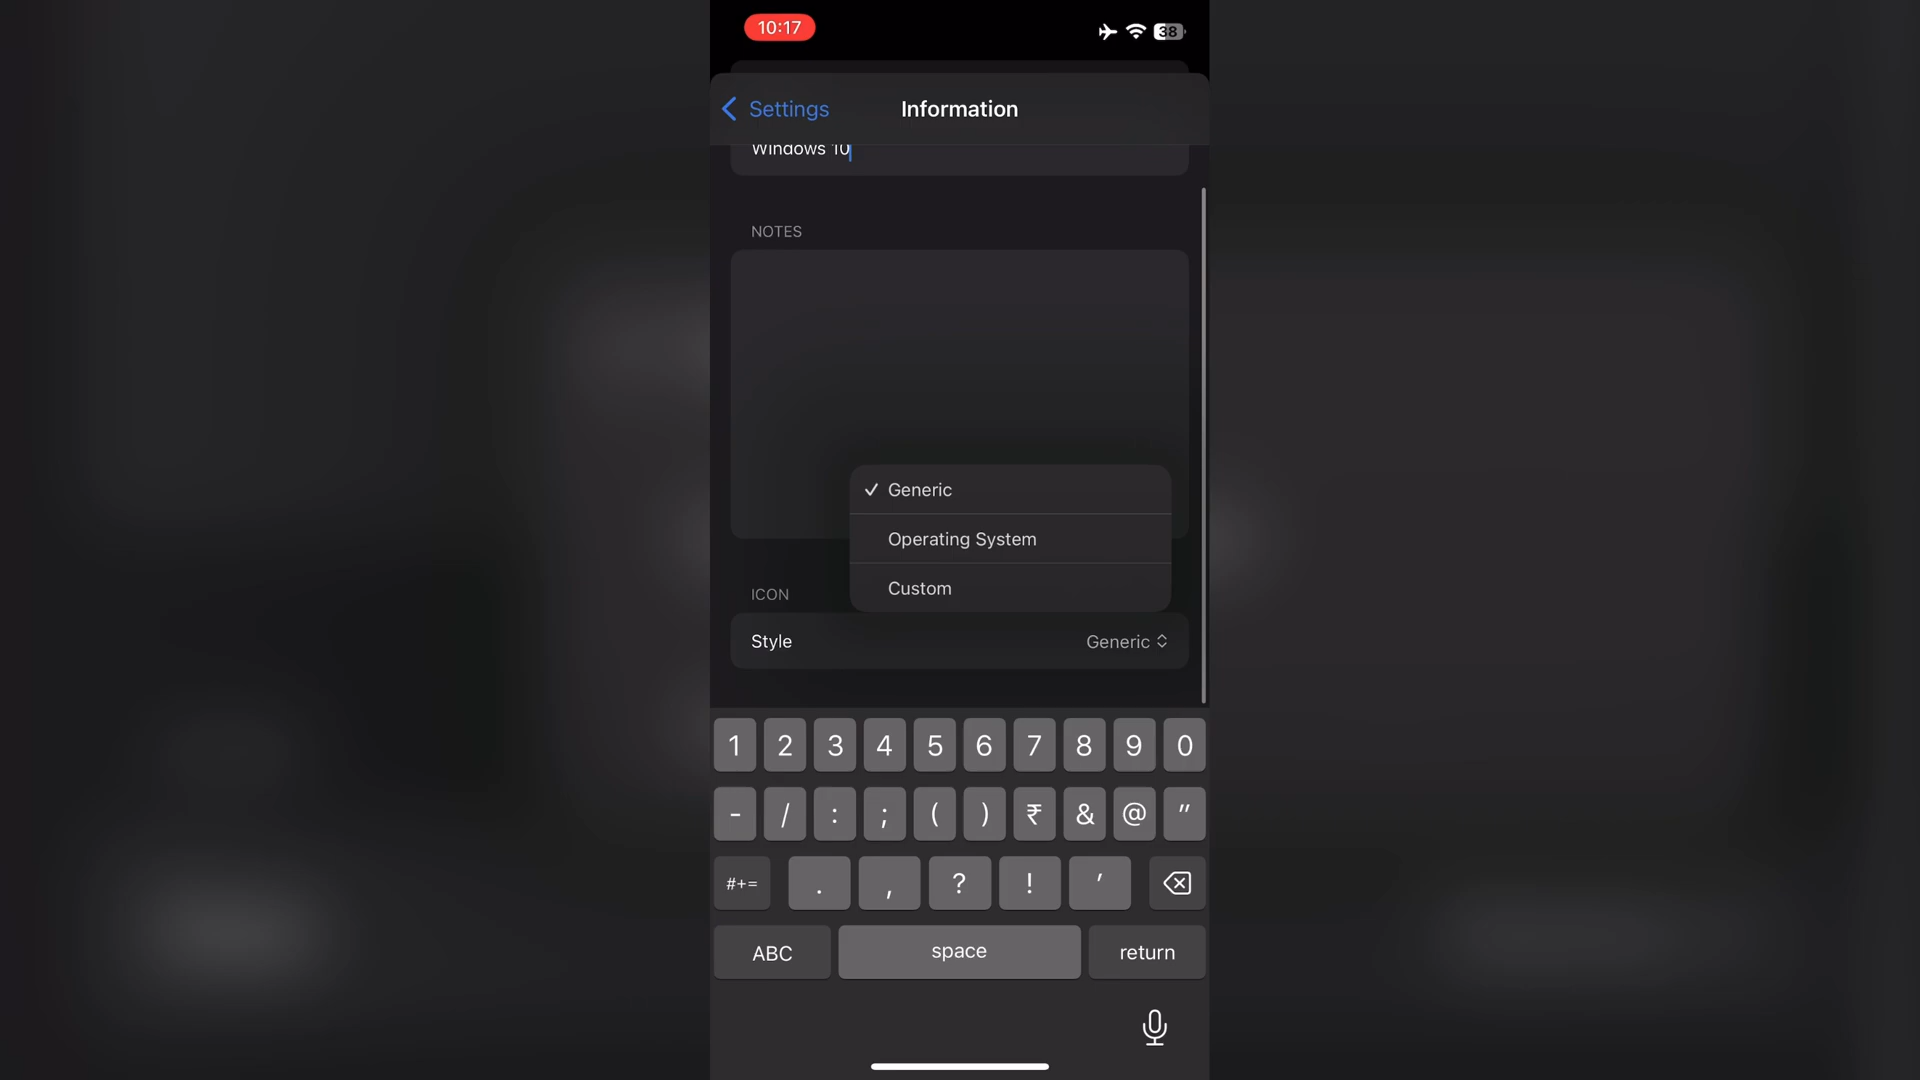 10:17
38
Settings
Information
Windows 10
NOTES
Generic
Operating System
Custom
ICON
Style
Generic
1 2 3 4 5 6 7 8 9 0
- / : ; ( ) ₹ & @ "
#+= . , ? ! '
ABC space return